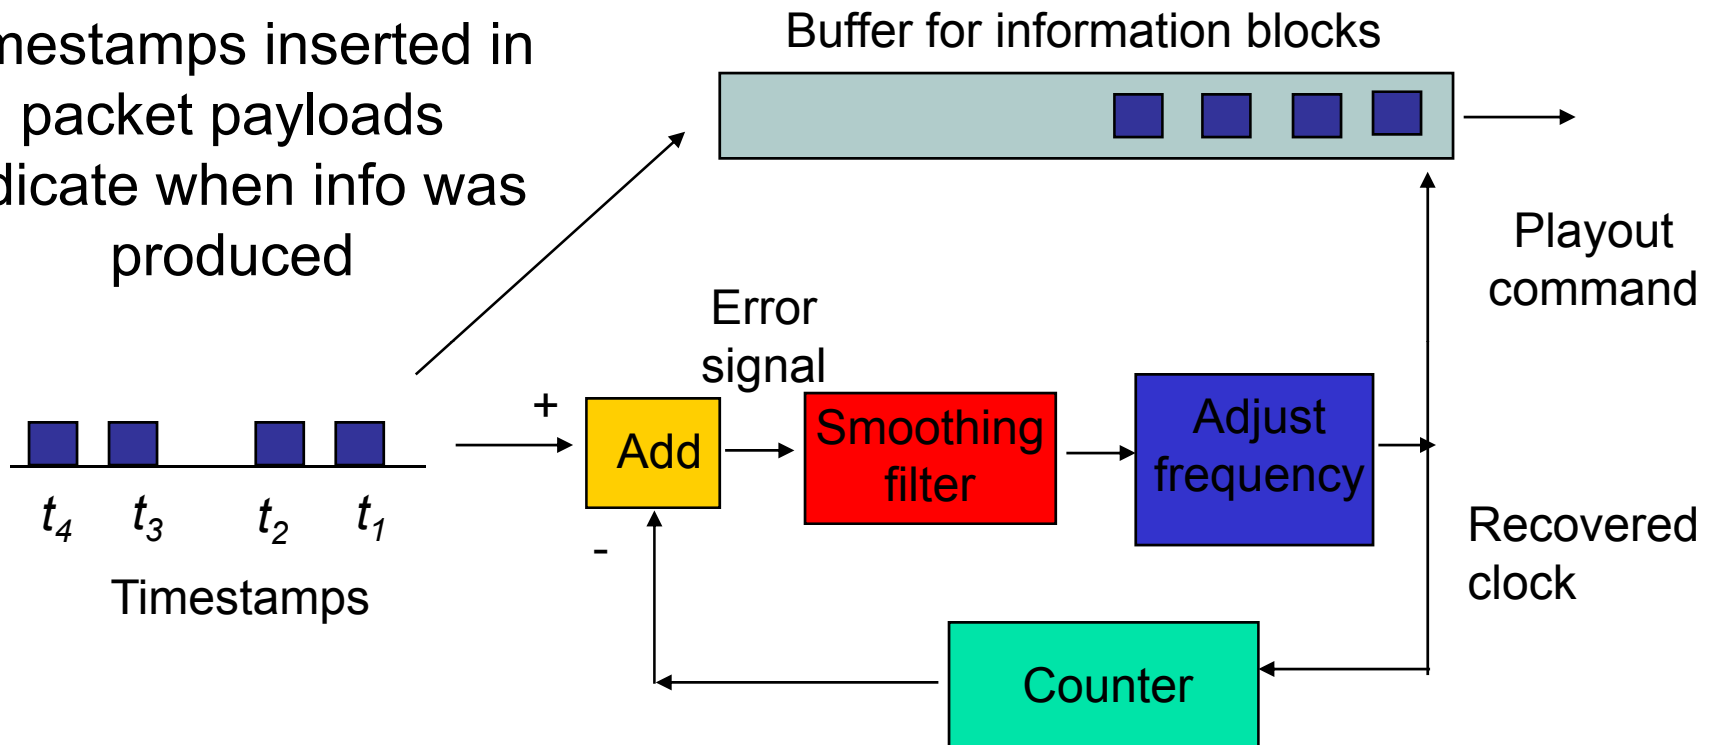 mestamps inserted in
packet payloads
dicate when info was
produced
Buffer for information blocks
Playout
command
Error
signal
+
Add
Smoothing
filter
Adjust
frequency
t4 t3 t2 t1
-
Recovered
clock
Timestamps
Counter